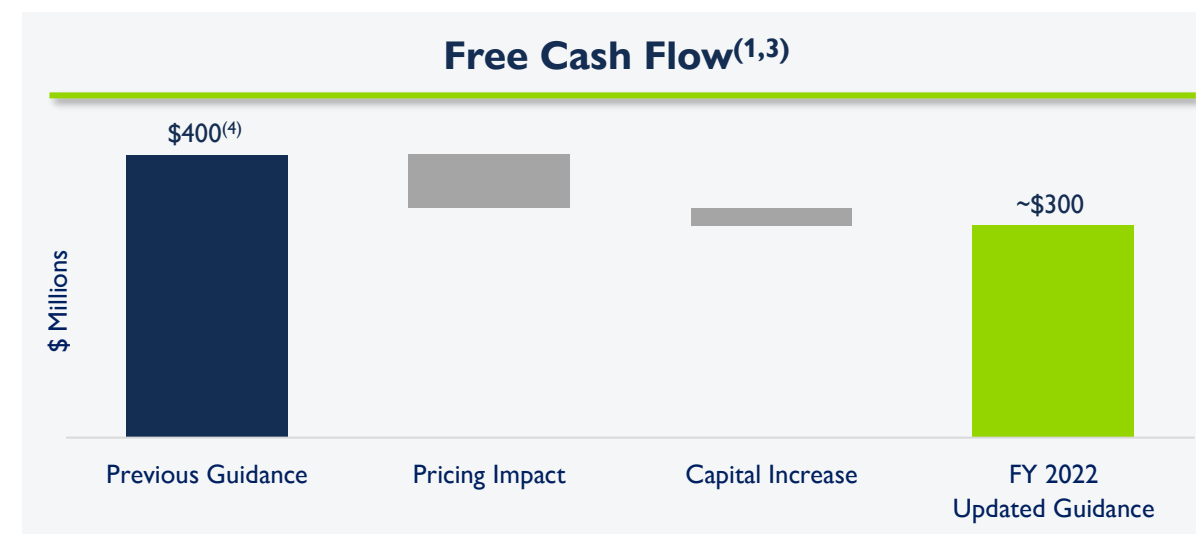 Free Cash Flow(1,3)
$400(4)
~$300
$ Millions
Previous Guidance
Pricing Impact
Capital Increase
FY 2022
Updated Guidance